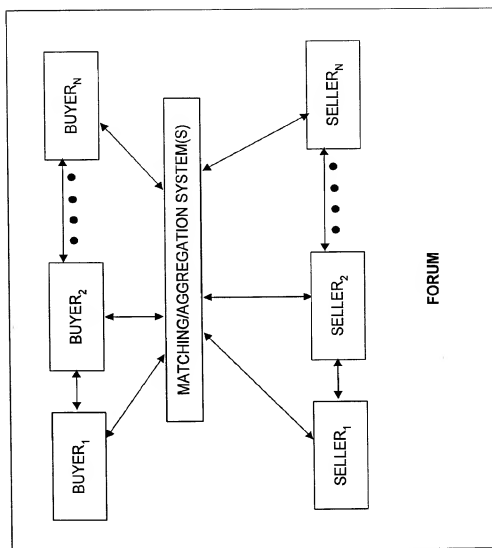 BUYER1
BUYER2
BUYERN
MATCHING/AGGREGATION SYSTEM(S)
SELLER1
SELLER2
SELLERN
FORUM